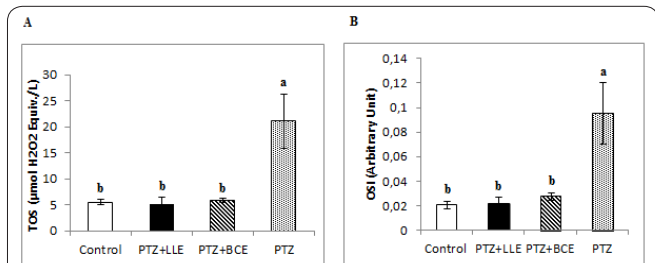 A
TOS (µmol H2O2 Equiv./L)
30
25
20
15
10
5
0
b
b
b
a
Control
PTZ+LLE
PTZ+BCE
PTZ
B
OSI (Arbitrary Unit)
0,14
0,12
0,1
0,08
0,06
0,04
0,02
0
b
b
b
a
Control
PTZ+LLE
PTZ+BCE
PTZ